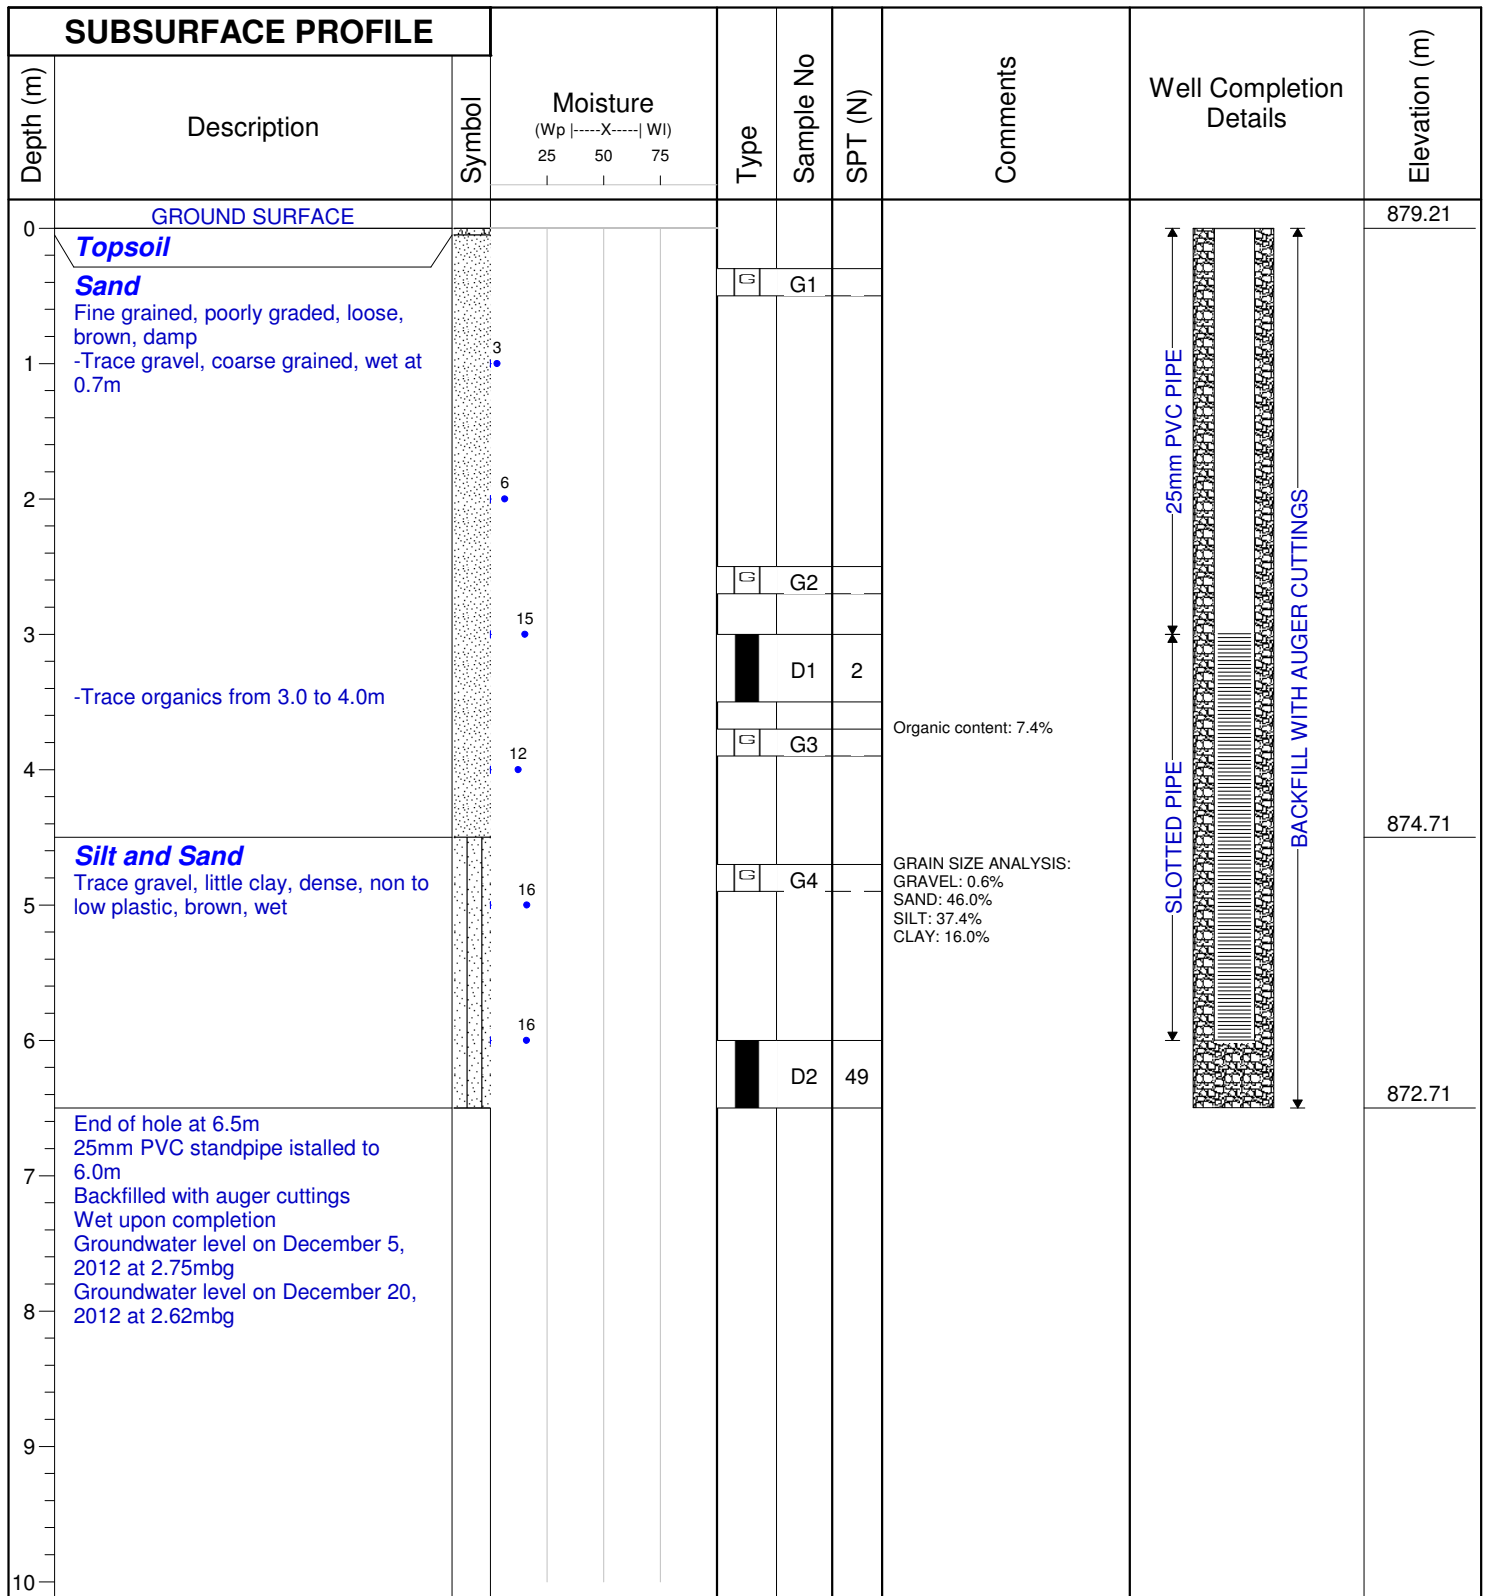 SUBSURFACE PROFILE
Depth (m)
Description
Symbol
Moisture
(Wp |-----X-----| Wl)
25 50 75
Type
Sample No
SPT (N)
Comments
Well Completion
Details
Elevation (m)
GROUND SURFACE
879.21
0
Topsoil
Sand
G G1
Fine grained, poorly graded, loose,
brown, damp
-Trace gravel, coarse grained, wet at
0.7m
3
1
25mm PVC PIPE
6
2
BACKFILL WITH AUGER CUTTINGS
G G2
15
3
D1 2
-Trace organics from 3.0 to 4.0m
Organic content: 7.4%
G G3
12
4
SLOTTED PIPE
874.71
Silt and Sand
Trace gravel, little clay, dense, non to
low plastic, brown, wet
G G4
GRAIN SIZE ANALYSIS:
GRAVEL: 0.6%
SAND: 46.0%
SILT: 37.4%
CLAY: 16.0%
16
5
16
6
D2 49
872.71
End of hole at 6.5m
25mm PVC standpipe istalled to
6.0m
7
Backfilled with auger cuttings
Wet upon completion
Groundwater level on December 5,
2012 at 2.75mbg
Groundwater level on December 20,
2012 at 2.62mbg
8
9
10